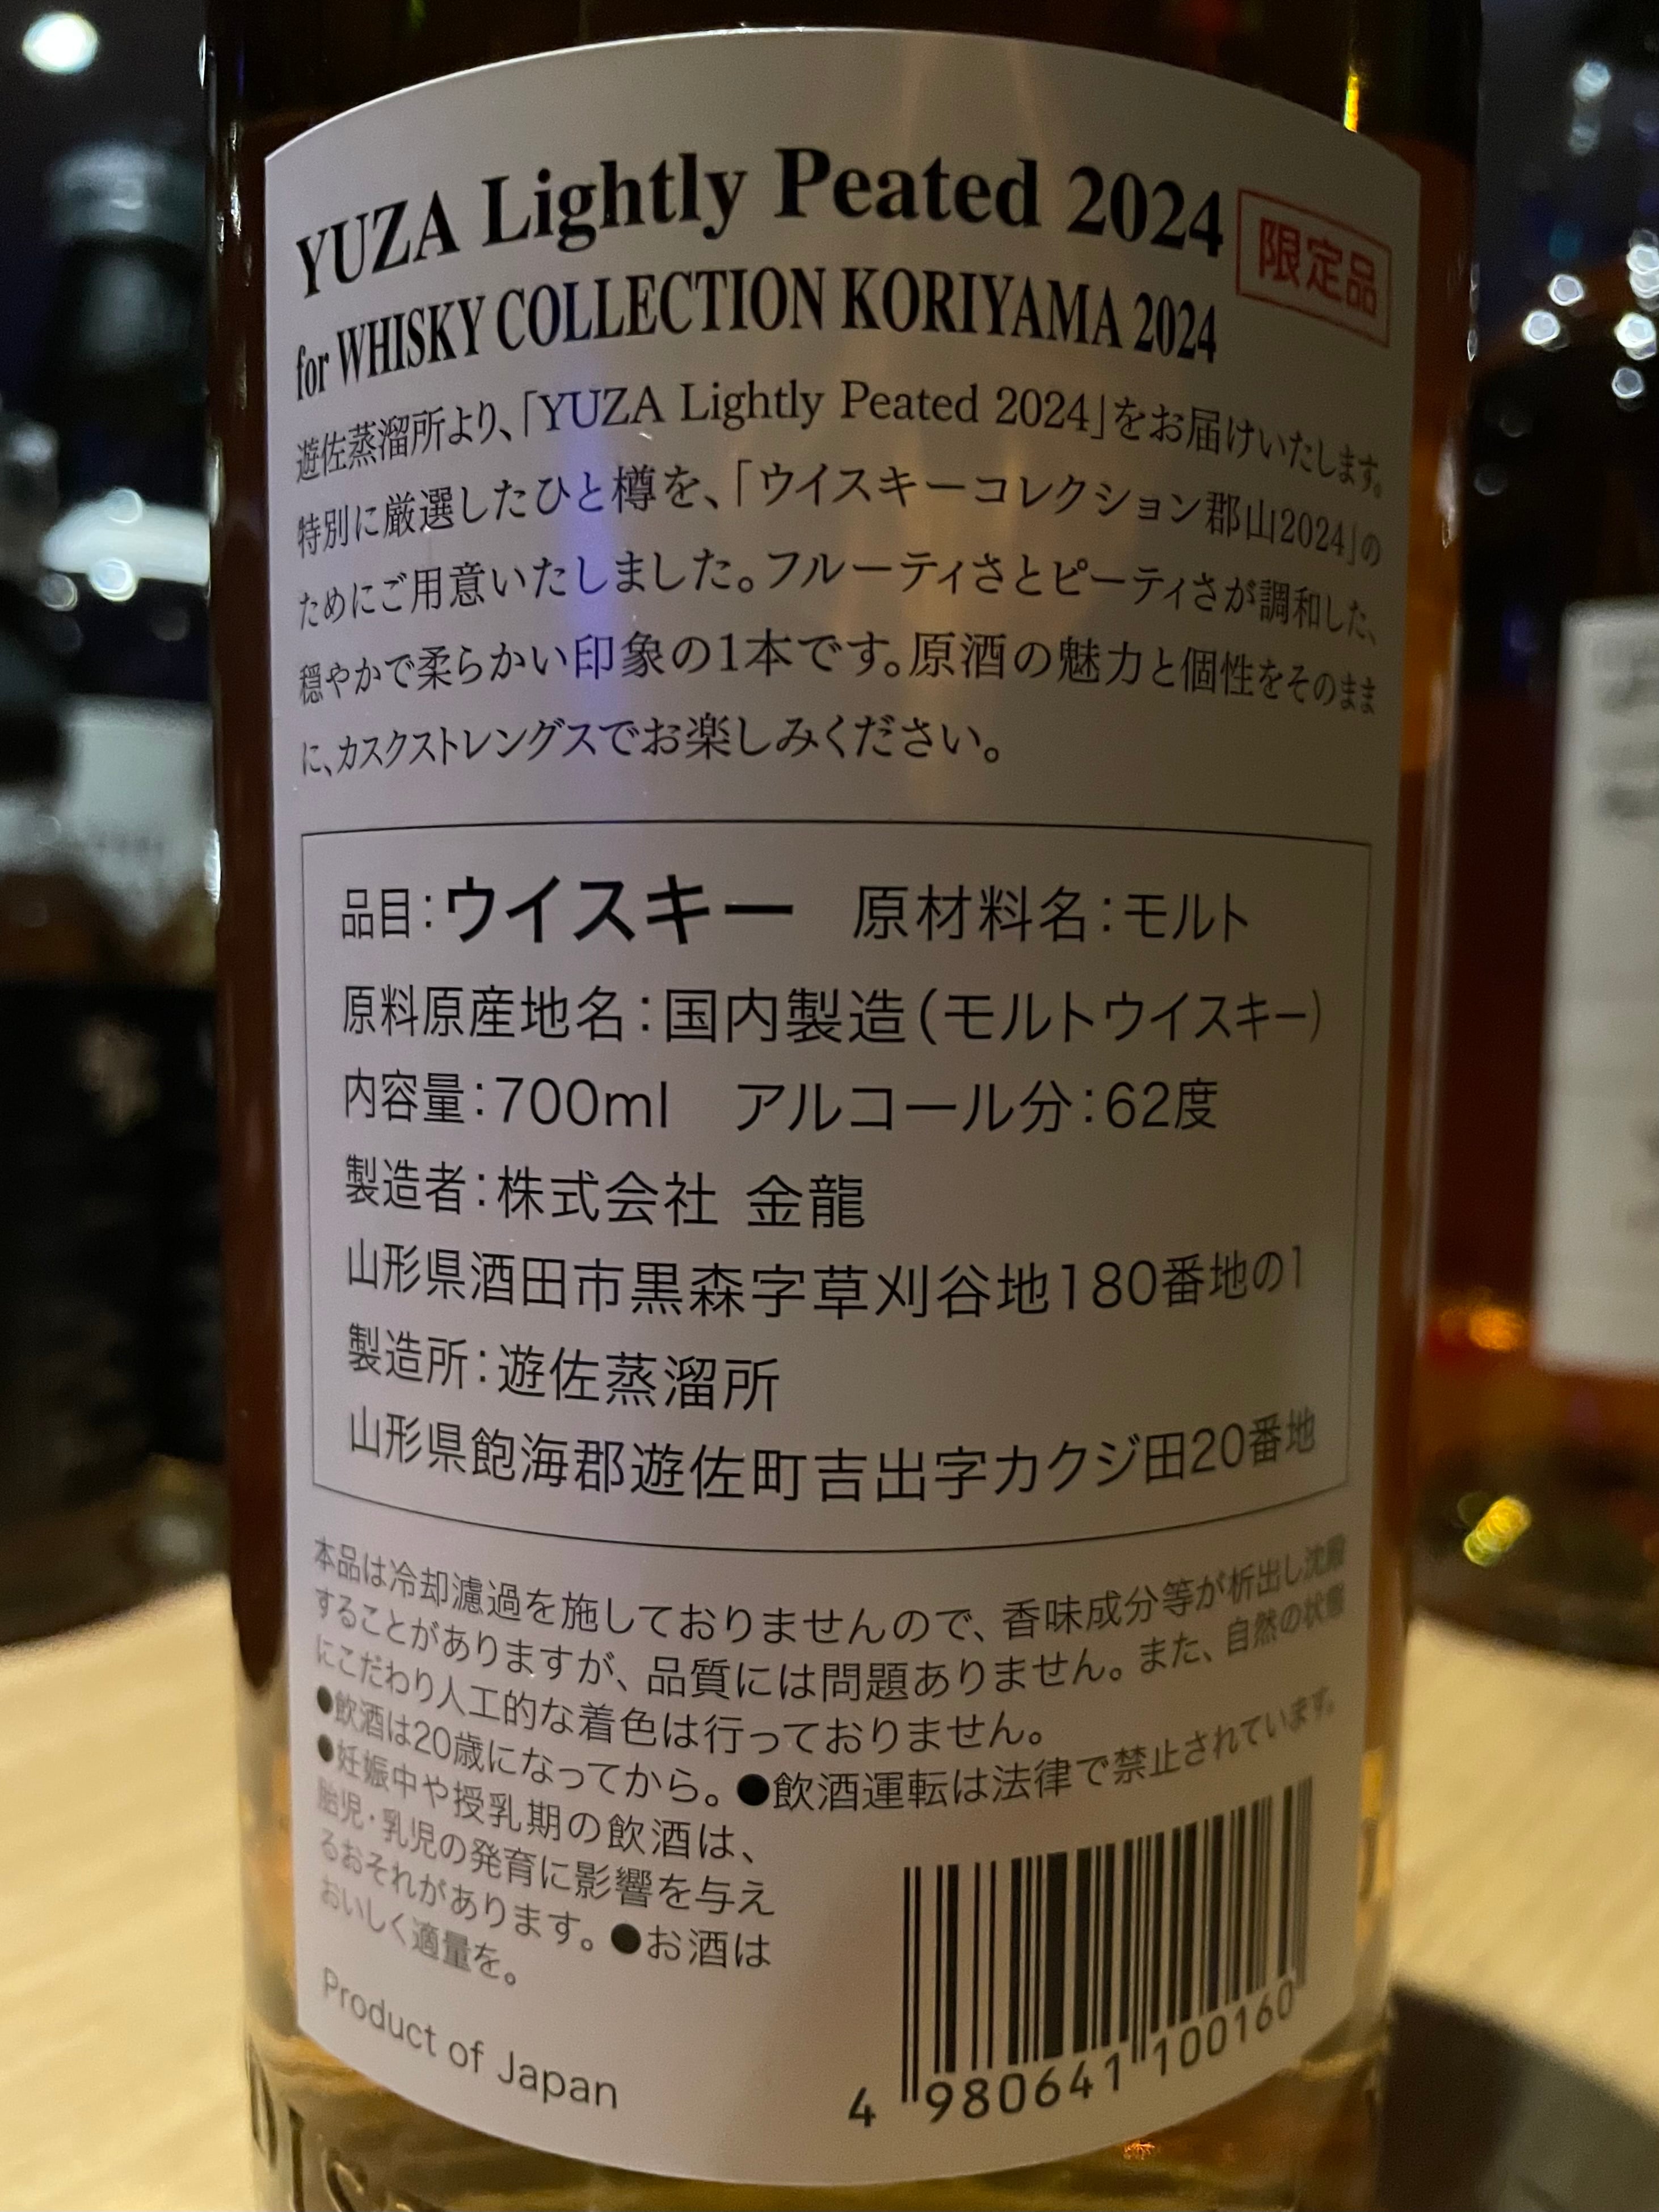 YUZA Lightly Peated 2024 限定品
for WHISKY COLLECTION KORIYAMA 2024
遊佐蒸溜所より、「YUZA Lightly Peated 2024」をお届けいたします。
特別に厳選したひと樽を、「ウイスキーコレクション郡山2024」の
ためにご用意いたしました。フルーティさとピーティさが調和した、
穏やかで柔らかい印象の1本です。原酒の魅力と個性をそのまま
に、カスクストレングスでお楽しみください。
品目:ウイスキー 原材料名:モルト
原料原産地名:国内製造(モルトウイスキー)
内容量:700ml アルコール分:62度
製造者:株式会社 金龍
山形県酒田市黒森字草刈谷地180番地の1
製造所:遊佐蒸溜所
山形県飽海郡遊佐町吉出字カクジ田20番地
本品は冷却濾過を施しておりませんので、香味成分等が析出し沈殿
することがありますが、品質には問題ありません。また、自然の状態
にこだわり人工的な着色は行っておりません。
●飲酒は20歳になってから。●飲酒運転は法律で禁止されています。
●妊娠中や授乳期の飲酒は、
胎児・乳児の発育に影響を与え
るおそれがあります。●お酒は
おいしく適量を。
Product of Japan
4 980641 100160